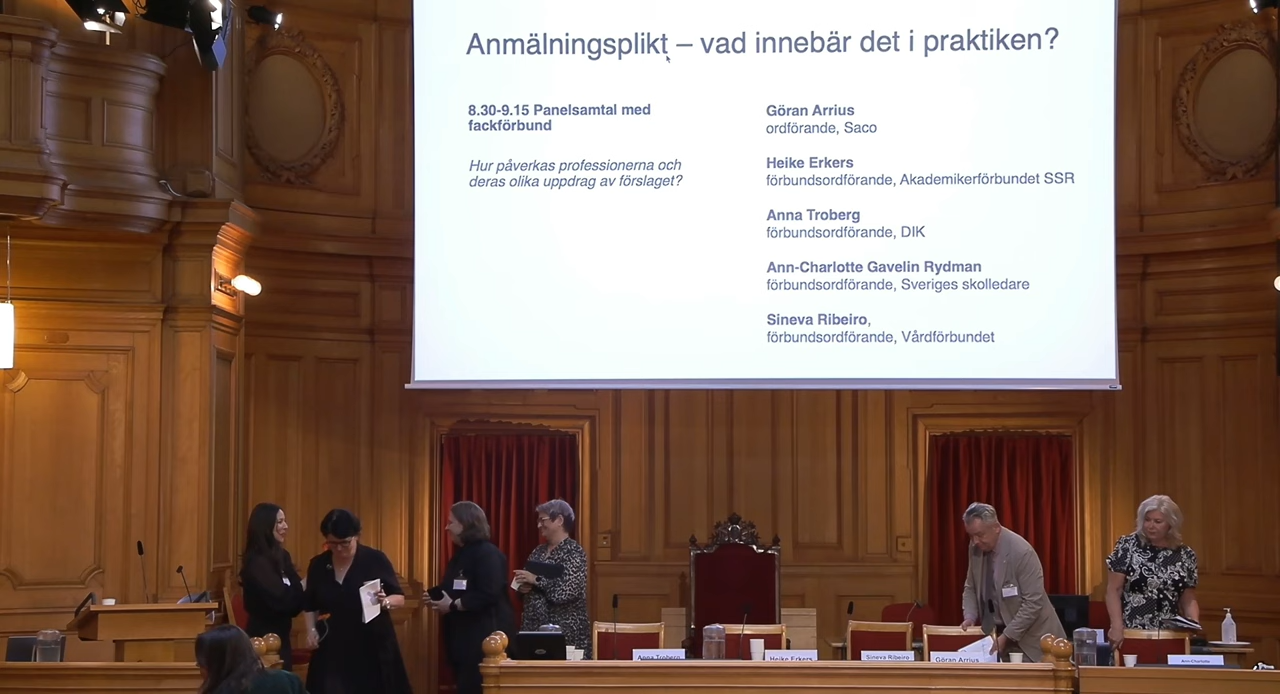 Anmälningsplikt – vad innebär det i praktiken?
8.30-9.15 Panelsamtal med
fackförbund
Hur påverkas professionerna och
deras olika uppdrag av förslaget?
Göran Arrius
ordförande, Saco
Heike Erkers
förbundsordförande, Akademikerförbundet SSR
Anna Troberg
förbundsordförande, DIK
Ann-Charlotte Gavelin Rydman
förbundsordförande, Sveriges skolledare
Sineva Ribeiro,
förbundsordförande, Vårdförbundet
Anna Troberg
Heike Erkers
Sineva Ribeiro
Göran Arrius
Ann-Charlotte